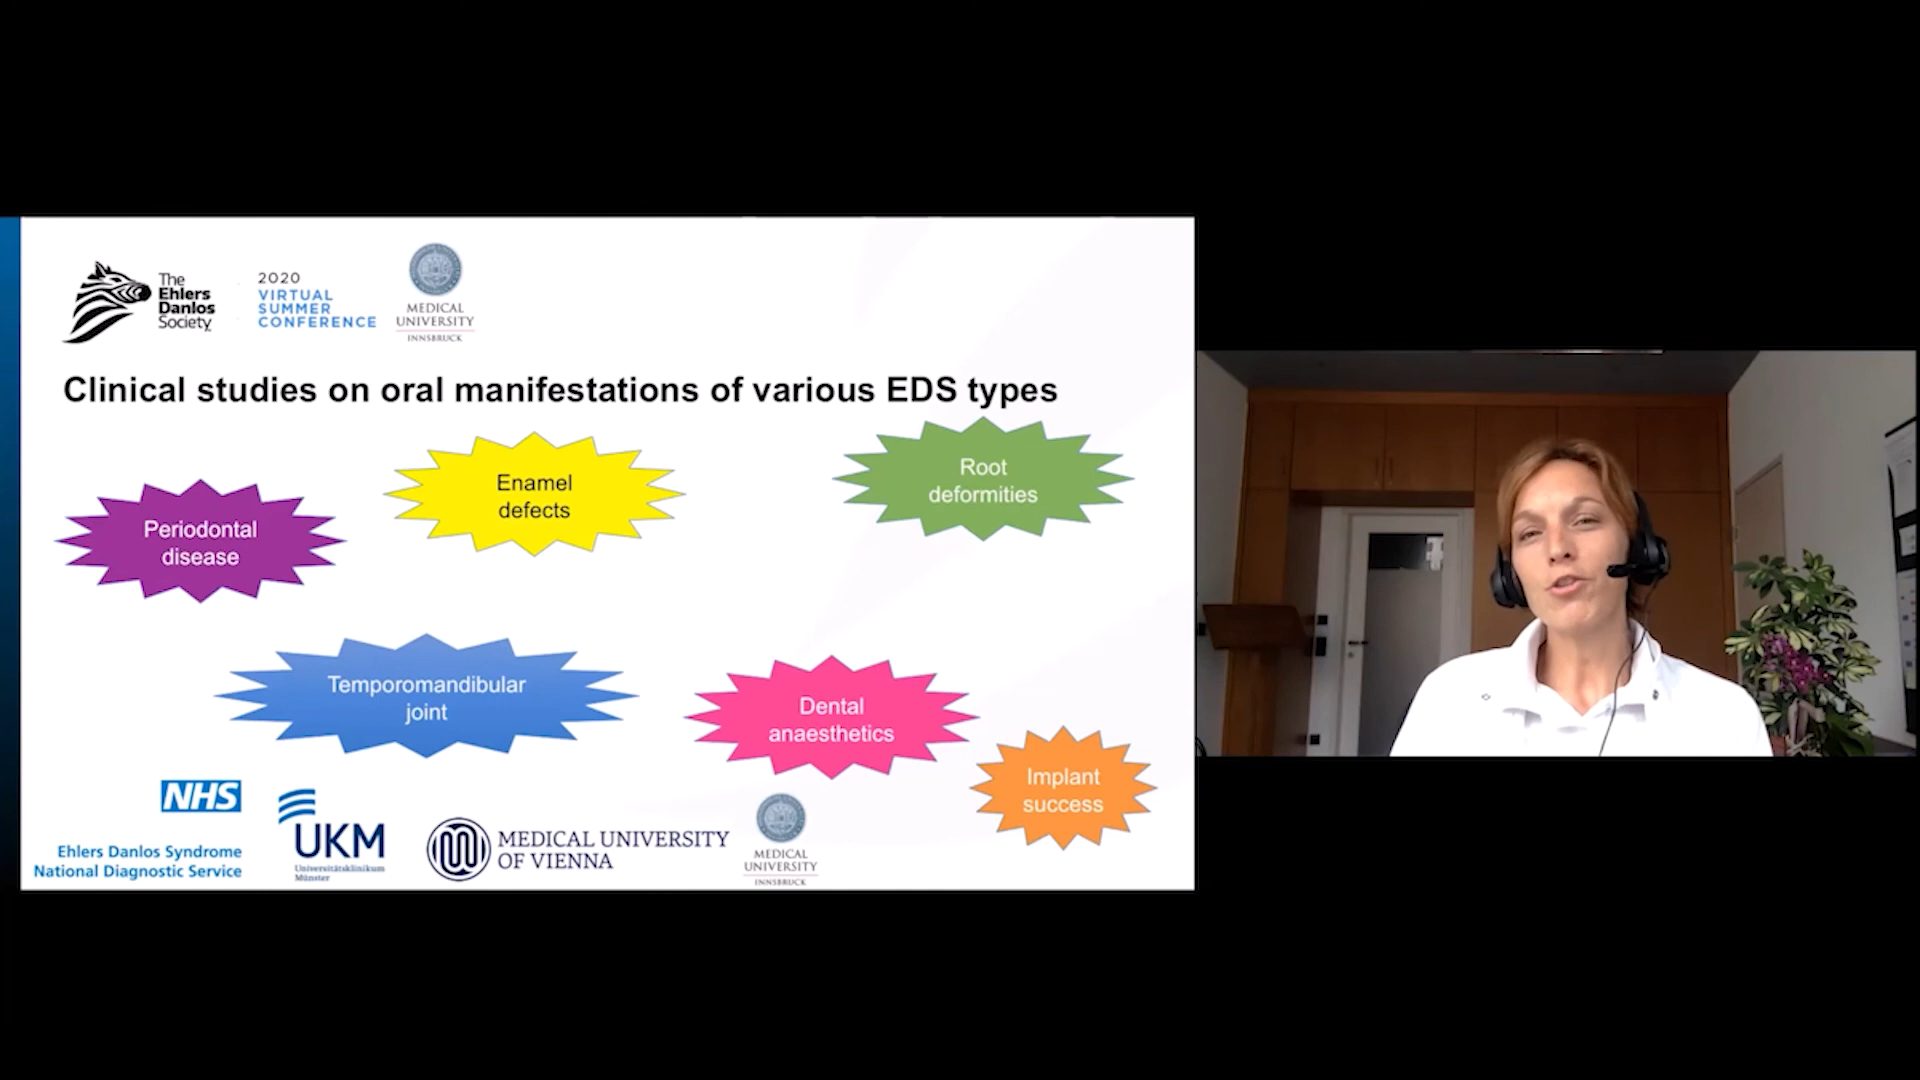 The
Ehlers
Danlos
Society
2020
VIRTUAL
SUMMER
CONFERENCE
MEDICAL
UNIVERSITY
INNSBRUCK
Clinical studies on oral manifestations of various EDS types
Periodontal
disease
Enamel
defects
Root
deformities
Temporomandibular
joint
Dental
anaesthetics
Implant
success
NHS
Ehlers Danlos Syndrome
National Diagnostic Service
UKM
Universitätsklinikum
Münster
MEDICAL UNIVERSITY
OF VIENNA
MEDICAL
UNIVERSITY
INNSBRUCK